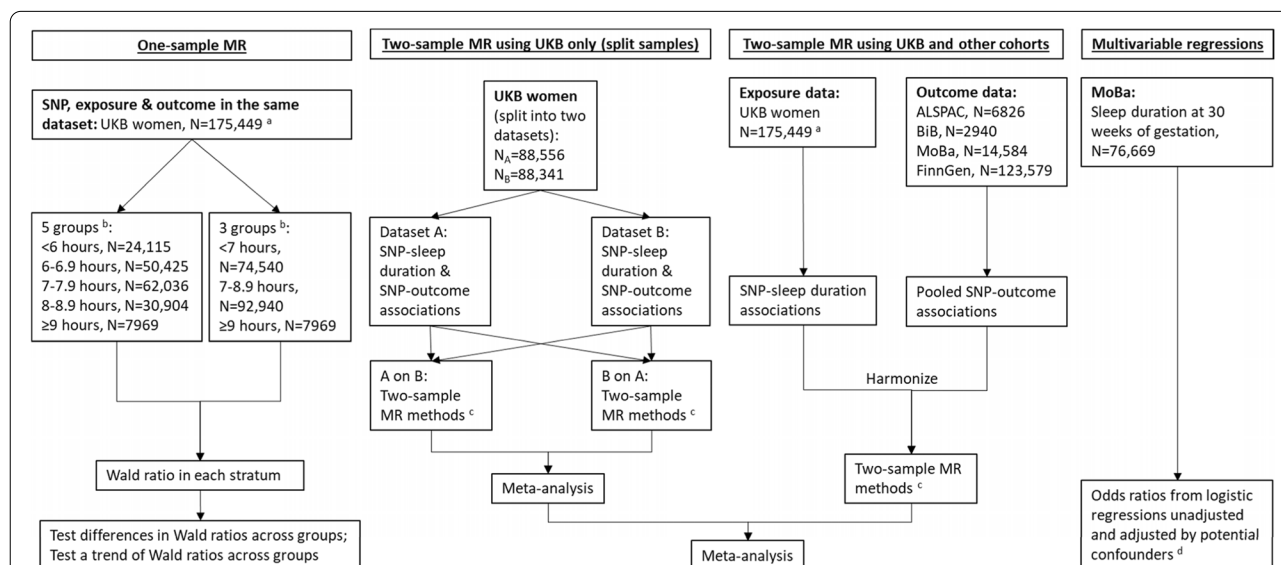 One-sample MR
SNP, exposure & outcome in the same
dataset: UKB women, N=175,449 a
5 groups b:
<6 hours, N=24,115
6-6.9 hours, N=50,425
7-7.9 hours, N=62,036
8-8.9 hours, N=30,904
≥9 hours, N=7969
3 groups b:
<7 hours,
N=74,540
7-8.9 hours,
N=92,940
≥9 hours, N=7969
Wald ratio in each stratum
Test differences in Wald ratios across groups;
Test a trend of Wald ratios across groups
Two-sample MR using UKB only (split samples)
UKB women
(split into two
datasets):
NA=88,556
NB=88,341
Dataset A:
SNP-sleep
duration &
SNP-outcome
associations
Dataset B:
SNP-sleep
duration &
SNP-outcome
associations
A on B:
Two-sample
MR methods c
B on A:
Two-sample
MR methods c
Meta-analysis
Two-sample MR using UKB and other cohorts
Exposure data:
UKB women
N=175,449 a
Outcome data:
ALSPAC, N=6826
BiB, N=2940
MoBa, N=14,584
FinnGen, N=123,579
SNP-sleep duration
associations
Pooled SNP-outcome
associations
Harmonize
Two-sample MR
methods c
Meta-analysis
Multivariable regressions
MoBa:
Sleep duration at 30
weeks of gestation,
N=76,669
Odds ratios from logistic
regressions unadjusted
and adjusted by potential
confounders d